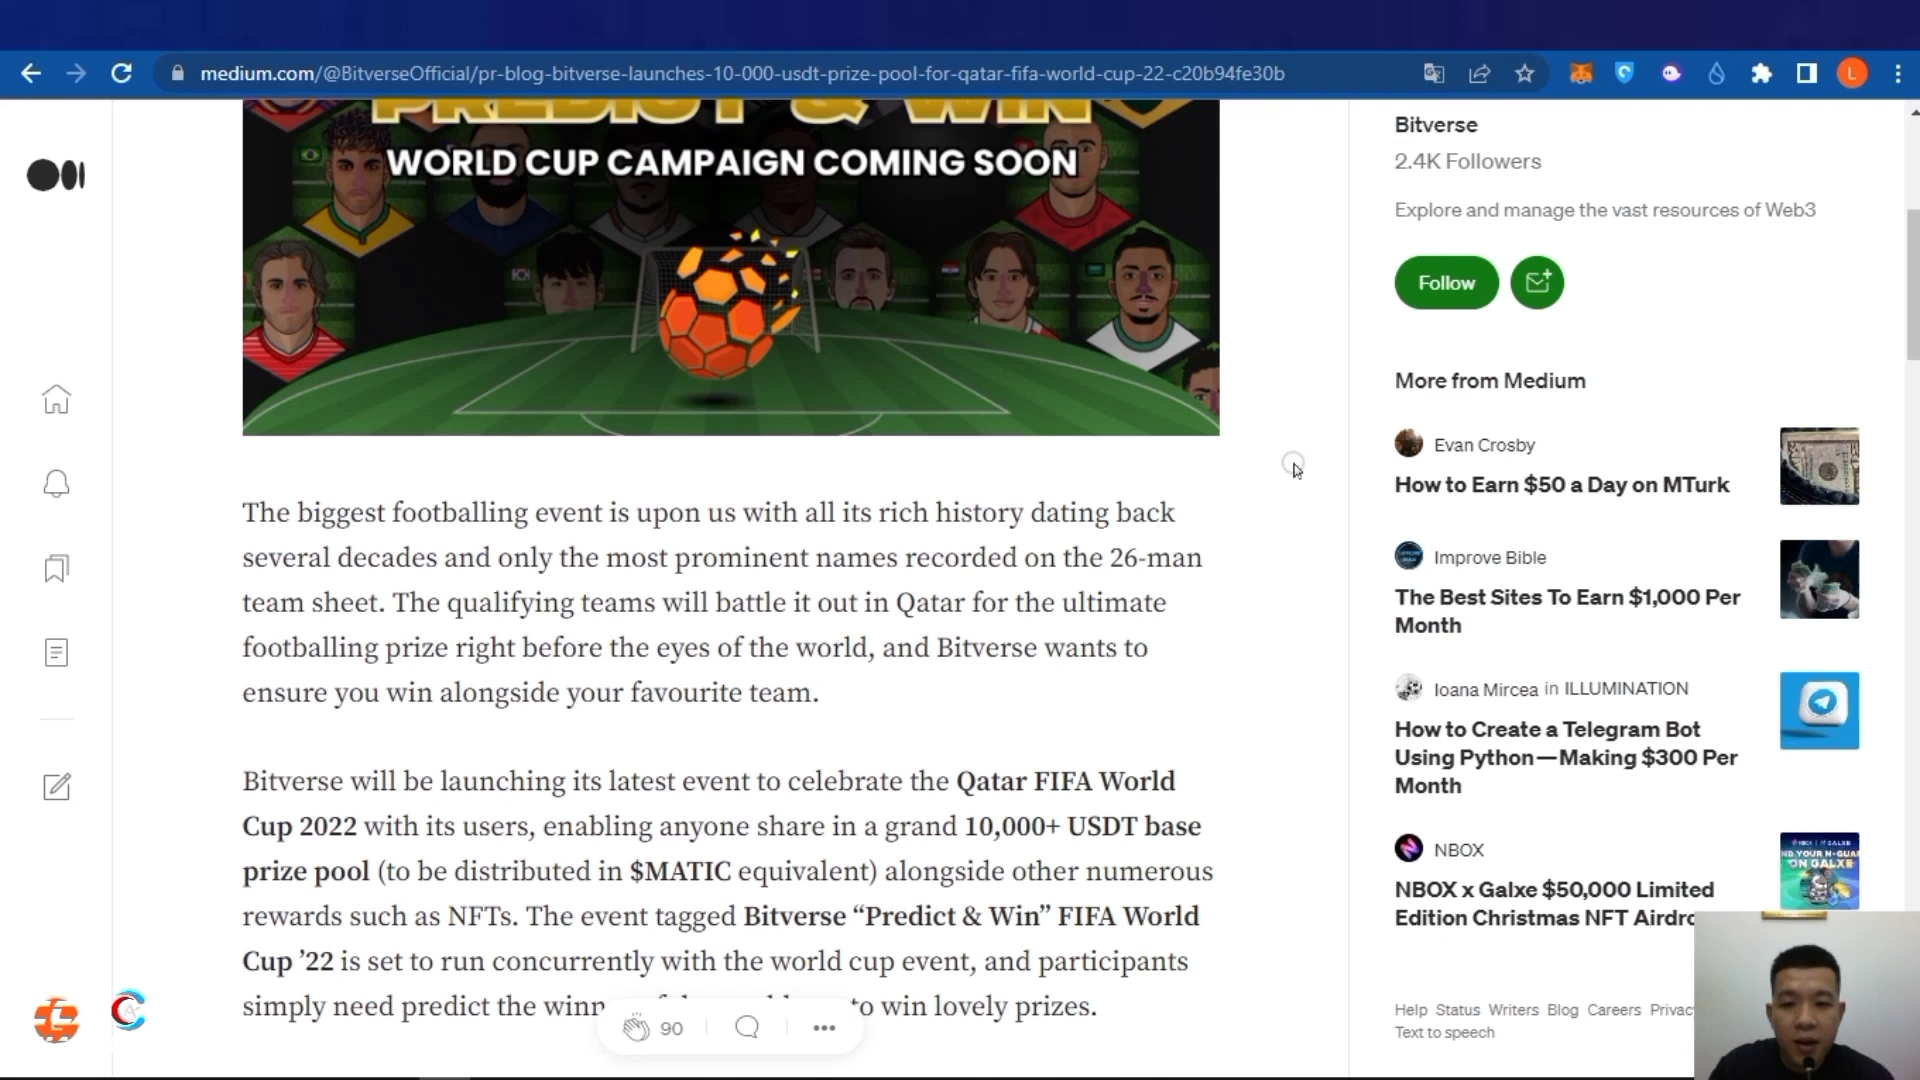 medium.com/@BitverseOfficial/pr-blog-bitverse-launches-10-000-usdt-prize-pool-for-qatar-fifa-world-cup-22-c20b94fe30b
L
PREDICT & WIN
WORLD CUP CAMPAIGN COMING SOON
The biggest footballing event is upon us with all its rich history dating back
several decades and only the most prominent names recorded on the 26-man
team sheet. The qualifying teams will battle it out in Qatar for the ultimate
footballing prize right before the eyes of the world, and Bitverse wants to
ensure you win alongside your favourite team.
Bitverse will be launching its latest event to celebrate the Qatar FIFA World
Cup 2022 with its users, enabling anyone share in a grand 10,000+ USDT base
prize pool (to be distributed in $MATIC equivalent) alongside other numerous
rewards such as NFTs. The event tagged Bitverse “Predict & Win” FIFA World
Cup ’22 is set to run concurrently with the world cup event, and participants
simply need predict the to win lovely prizes.
90
Bitverse
2.4K Followers
Explore and manage the vast resources of Web3
Follow
More from Medium
Evan Crosby
How to Earn $50 a Day on MTurk
Improve Bible
The Best Sites To Earn $1,000 Per
Month
Ioana Mircea in ILLUMINATION
How to Create a Telegram Bot
Using Python—Making $300 Per
Month
NBOX
NBOX x Galxe $50,000 Limited
Edition Christmas NFT
Help Status Writers Blog Careers
Text to speech